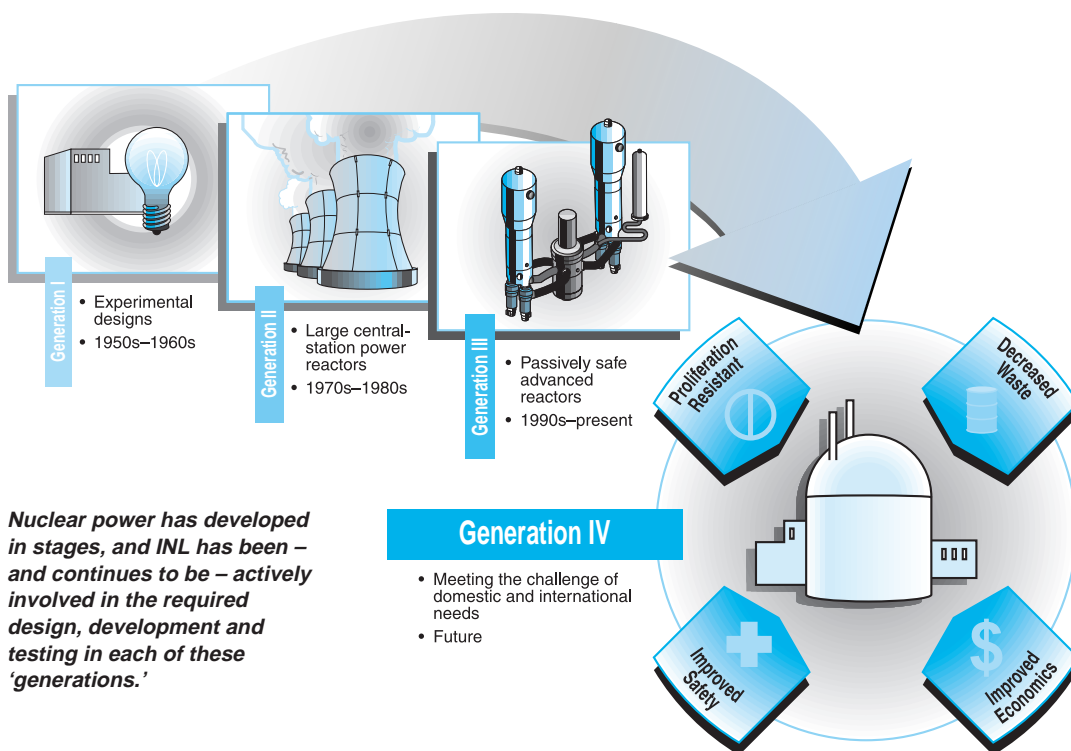 Generation I
• Experimental
designs
• 1950s–1960s
Generation II
• Large central-
station power
reactors
• 1970s–1980s
Generation III
• Passively safe
advanced
reactors
• 1990s–present
Nuclear power has developed
in stages, and INL has been –
and continues to be – actively
involved in the required
design, development and
testing in each of these
‘generations.’
Generation IV
• Meeting the challenge of
domestic and international
needs
• Future
Proliferation
Resistant
Decreased
Waste
Improved
Safety
$
Improved
Economics